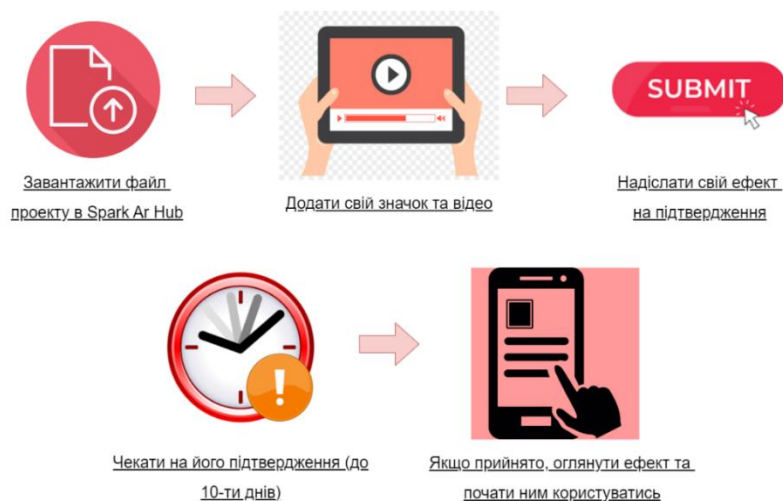 Завантажити файл
проекту в Spark Ar Hub
Додати свій значок та відео
SUBMIT
Надіслати свій ефект
на підтвердження
Чекати на його підтвердження (до
10-ти днів)
Якщо прийнято, оглянути ефект та
почати ним користуватись